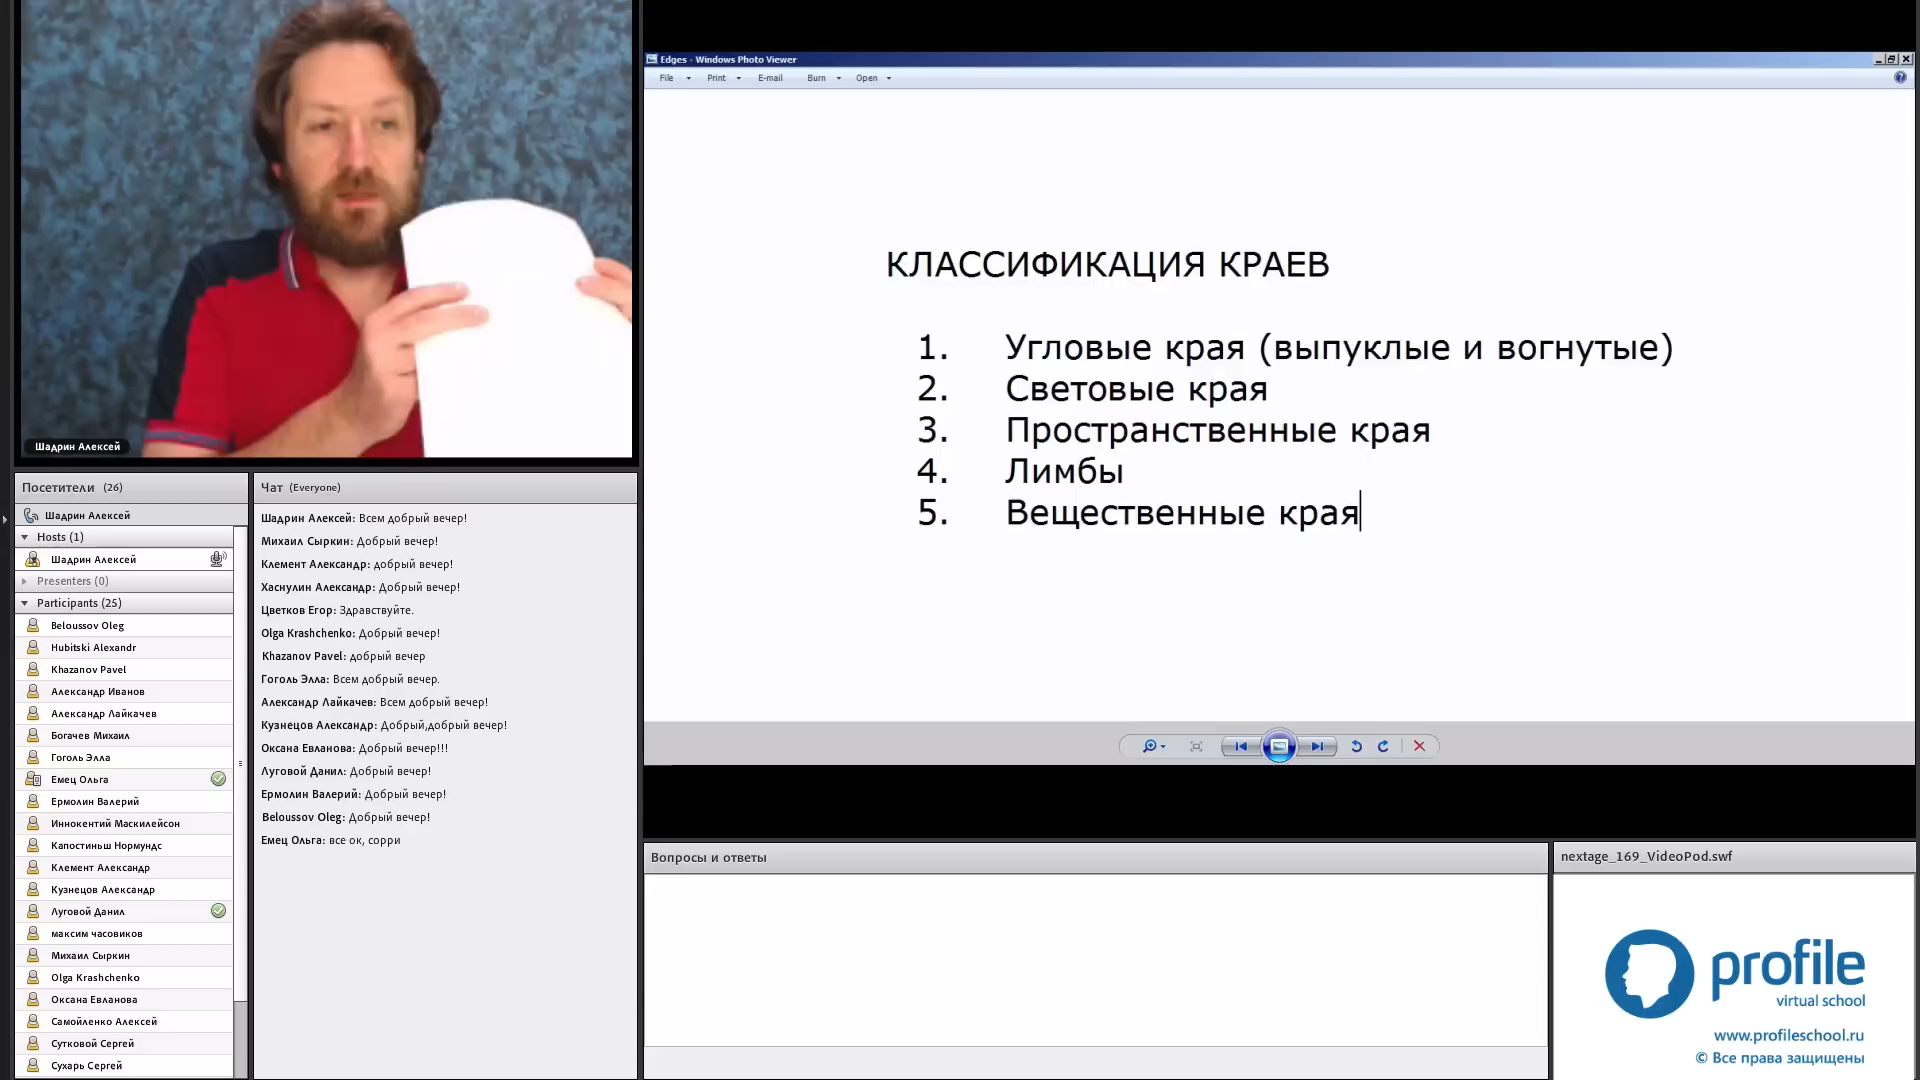 Шадрин Алексей
Посетители (26)
Шадрин Алексей
Hosts (1)
Шадрин Алексей
Presenters (0)
Participants (25)
Beloussov Oleg
Hubitski Alexandr
Khazanov Pavel
Александр Иванов
Александр Лайкачев
Богачев Михаил
Гоголь Элла
Емец Ольга
Ермолин Валерий
Иннокентий Маскилейсон
Капостиньш Нормундс
Клемент Александр
Кузнецов Александр
Луговой Данил
максим часовиков
Михаил Сыркин
Olga Krashchenko
Оксана Евланова
Самойленко Алексей
Сутковой Сергей
Сухарь Сергей
Чат (Everyone)
Шадрин Алексей: Всем добрый вечер!
Михаил Сыркин: Добрый вечер!
Клемент Александр: добрый вечер!
Хаснулин Александр: Добрый вечер!
Цветков Егор: Здравствуйте.
Olga Krashchenko: Добрый вечер!
Khazanov Pavel: добрый вечер
Гоголь Элла: Всем добрый вечер.
Александр Лайкачев: Всем добрый вечер!
Кузнецов Александр: Добрый,добрый вечер!
Оксана Евланова: Добрый вечер!!!
Луговой Данил: Добрый вечер!
Ермолин Валерий: Добрый вечер!
Beloussov Oleg: Добрый вечер!
Емец Ольга: все ок, сорри
Edges - Windows Photo Viewer
File Print E-mail Burn Open
КЛАССИФИКАЦИЯ КРАЕВ
1. Угловые края (выпуклые и вогнутые)
2. Световые края
3. Пространственные края
4. Лимбы
5. Вещественные края
Вопросы и ответы
nextage_169_VideoPod.swf
profile
virtual school
www.profileschool.ru
© Все права защищены